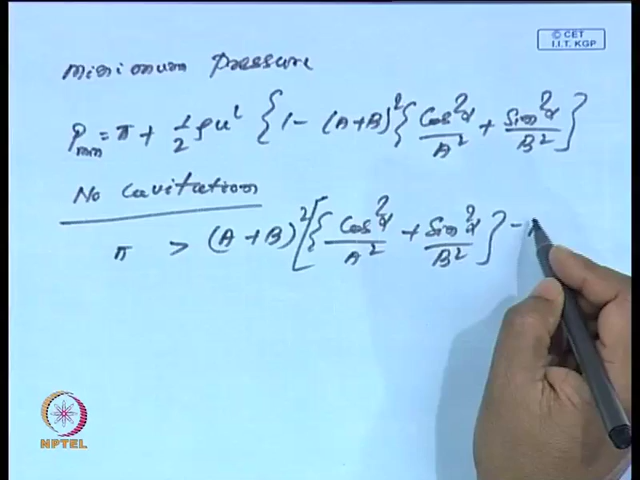 © CET
I.I.T. KGP
Minimum Pressure
P_min = π + 1/2 ρu² { 1 - (A+B)² { Cos²α/A² + Sin²α/B² }
No Cavitation
π > (A+B)² [ { Cos²α/A² + Sin²α/B² } -
NPTEL